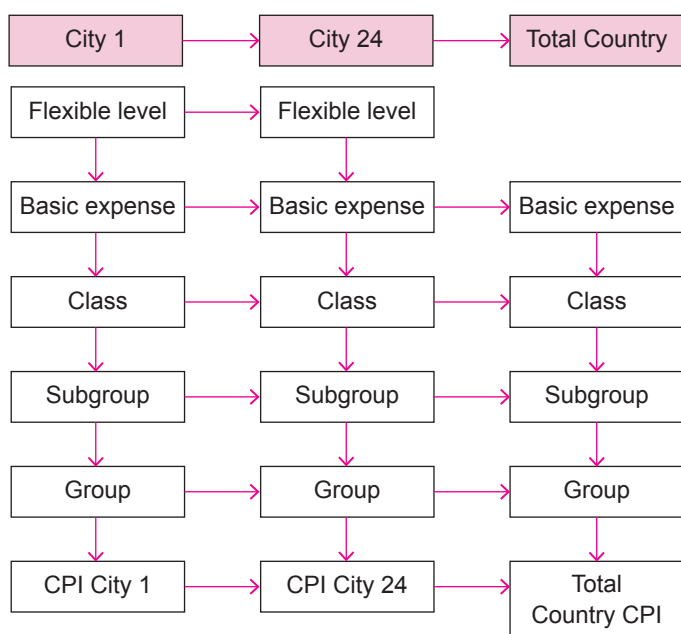 City 1
City 24
Total Country
Flexible level
Flexible level
Basic expense
Basic expense
Basic expense
Class
Class
Class
Subgroup
Subgroup
Subgroup
Group
Group
Group
CPI City 1
CPI City 24
Total
Country CPI